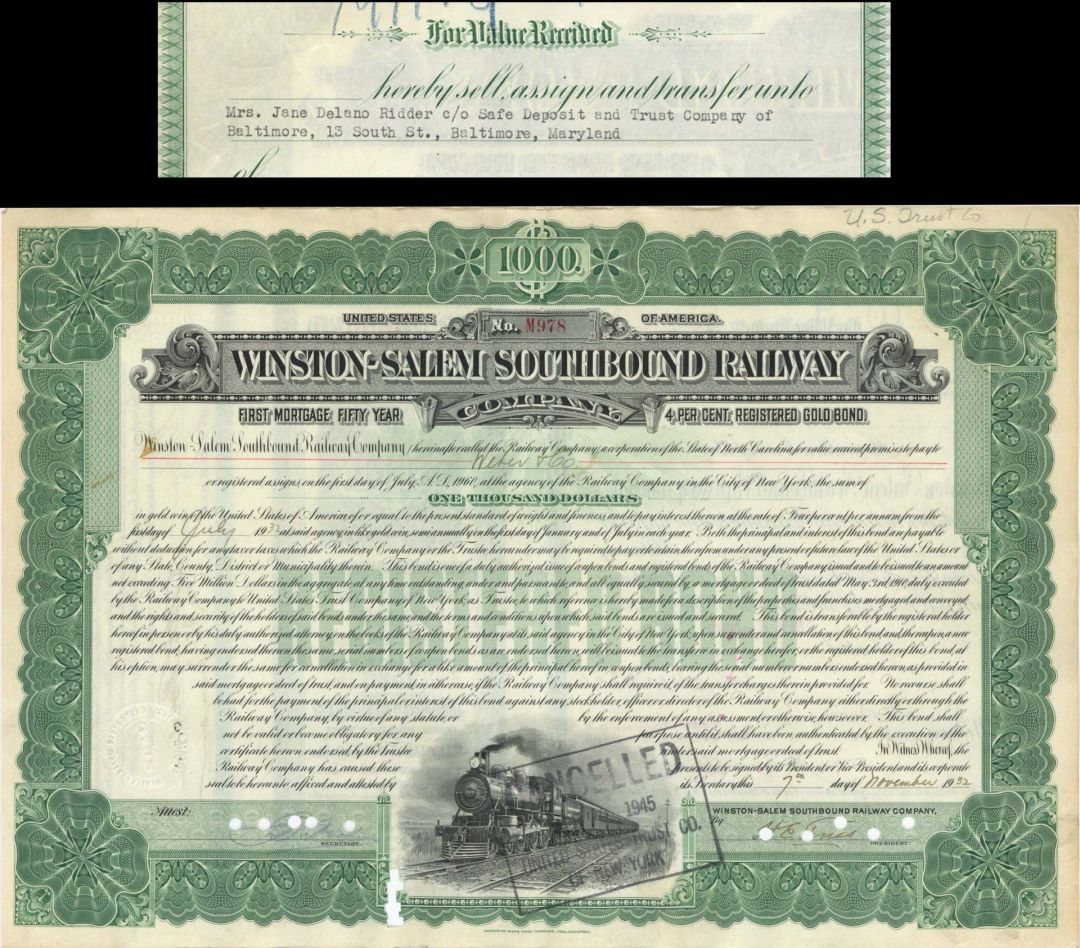 For Value Received
hereby sell, assign and transfer unto
Mrs. Jane Delano Ridder c/o Safe Deposit and Trust Company of
Baltimore, 13 South St., Baltimore, Maryland
of
U.S. Trust Co
1000.
UNITED STATES No. M978 OF AMERICA.
WINSTON-SALEM SOUTHBOUND RAILWAY
COMPANY.
FIRST MORTGAGE FIFTY YEAR 4 PER CENT. REGISTERED GOLD BOND.
Winston-Salem Southbound Railway Company (hereinafter called the Railway Company), a corporation of the State of North Carolina for value received promises to pay to
Weber & Co.
or registered assigns, on the first day of July A.D. 1960, at the agency of the Railway Company in the City of New York, the sum of
ONE THOUSAND DOLLARS
in gold coin of the United States of America of or equal to the present standard of weight and fineness, and to pay interest thereon at the rate of Four per cent per annum from the
first day of July 1932 at said agency in like gold coin, semi annually on the first days of January and of July in each year. Both the principal and interest of this bond are payable
without deduction for any tax or taxes which the Railway Company or the Trustee hereunder may be required to pay or to retain therefrom under any present or future law of the United States or
of any State, County, District or Municipality therein. This bond is one of a duly authorized issue of coupon bonds and registered bonds of the Railway Company issued and to be issued to an amount
not exceeding Five Million Dollars in the aggregate at any time outstanding, under and pursuant to, and all equally secured by a mortgage or deed of trust dated May 3rd 1910, duly executed
by the Railway Company to United States Trust Company of New York, as Trustee, to which reference is hereby made for a description of the properties and franchises mortgaged and conveyed
and the rights and security of the holders of said bonds under the same and the terms and conditions upon which said bonds are issued and secured. This bond is transferable by the registered holder
hereof in person or by his duly authorized attorney, on the books of the Railway Company at its said agency in the City of New York, upon surrender and cancellation of this bond, and thereupon a new
registered bond, having endorsed thereon the same serial numbers of coupon bonds as are endorsed hereon, will be issued to the transferee in exchange herefor, or the registered holder of this bond, at
his option, may surrender the same for cancellation in exchange for a coupon bond for the principal hereof in coupon bonds, bearing the serial number or numbers endorsed hereon, as provided in
said mortgage or deed of trust, and on payment, in either case, if the Railway Company shall require it, of the transfer charges therein provided for. No recourse shall
be had for the payment of the principal or interest of this bond against any stockholder, officer or director of the Railway Company either directly or through the
Railway Company, by virtue of any statute or by the enforcement of any assessment or otherwise, howsoever. This bond shall
not be valid or become obligatory for any purpose until it shall have been authenticated by the execution of the
certificate hereon endorsed, by the Trustee under said mortgage or deed of trust. In Witness Whereof, the
Railway Company has caused these presents to be signed by its President or Vice President and its corporate
seal to be hereunto affixed and attested by its Secretary this 7th day of November 1932
CANCELLED
1945
UNITED TRUST CO.
NEW YORK
WINSTON-SALEM SOUTHBOUND RAILWAY COMPANY,
Attest: By
SECRETARY. PRESIDENT.
AMERICAN BANK NOTE COMPANY, PHILADELPHIA.